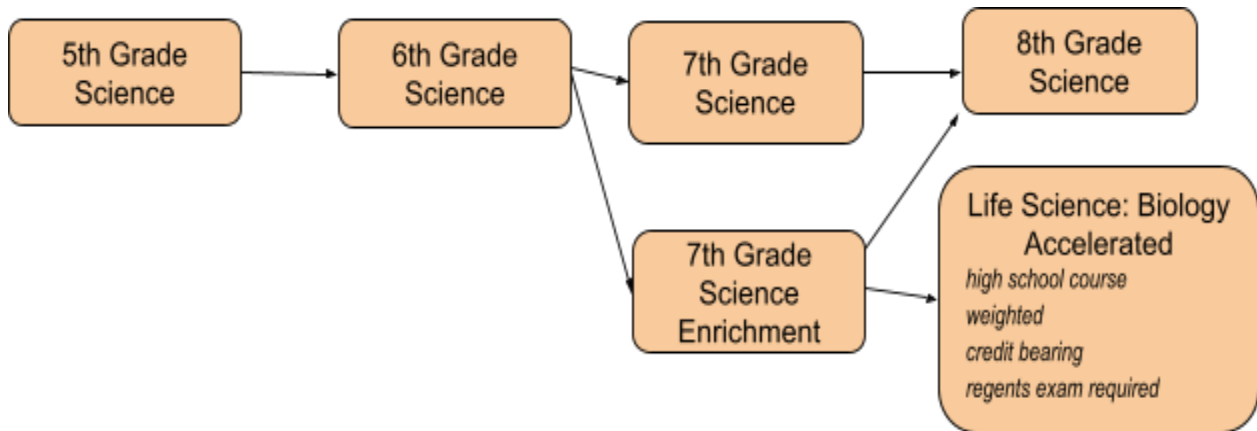 5th Grade
Science
6th Grade
Science
7th Grade
Science
8th Grade
Science
7th Grade
Science
Enrichment
Life Science: Biology
Accelerated
high school course
weighted
credit bearing
regents exam required